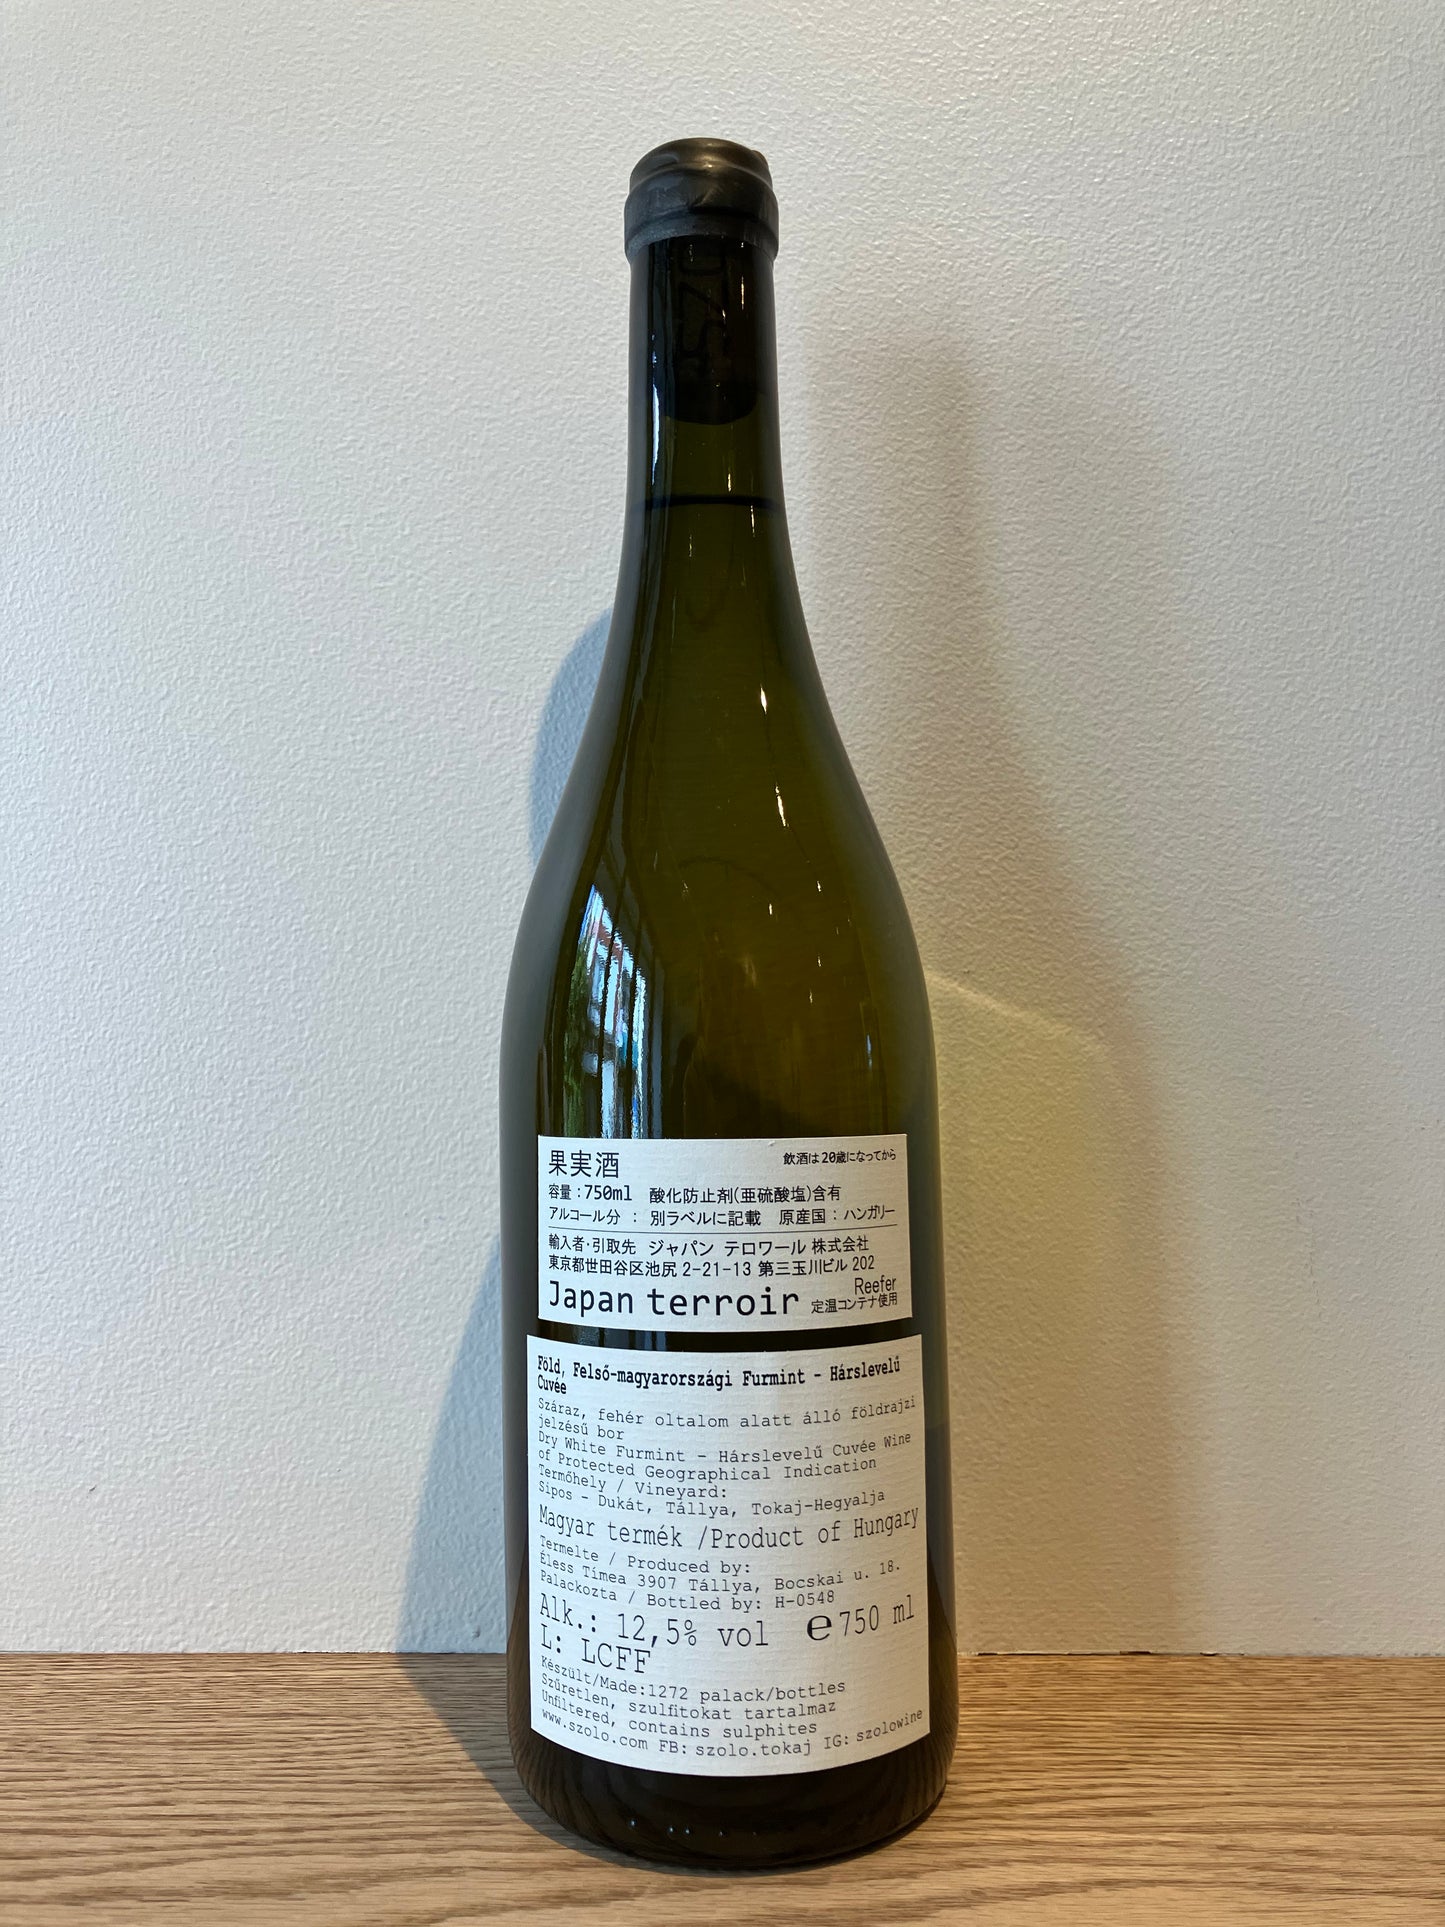 SZO
果実酒 飲酒は20歳になってから
容量:750ml 酸化防止剤(亜硫酸塩)含有
アルコール分 : 別ラベルに記載 原産国:ハンガリー
輸入者・引取先 ジャパン テロワール 株式会社
東京都世田谷区池尻 2-21-13 第三玉川ビル 202
Japan terroir Reefer
定温コンテナ使用
Föld, Felső-magyarországi Furmint - Hárslevelű
Cuvée
Száraz, fehér oltalom alatt álló földrajzi
jelzésű bor
Dry White Furmint - Hárslevelű Cuvée Wine
of Protected Geographical Indication
Termőhely / Vineyard:
Sipos - Dukát, Tállya, Tokaj-Hegyalja
Magyar termék /Product of Hungary
Termelte / Produced by:
Éless Tímea 3907 Tállya, Bocskai u. 18.
Palackozta / Bottled by: H-0548
Alk.: 12,5% vol e 750 ml
L: LCFF
Készült/Made:1272 palack/bottles
Szűretlen, szulfitokat tartalmaz
Unfiltered, contains sulphites
www.szolo.com FB: szolo.tokaj IG: szolowine